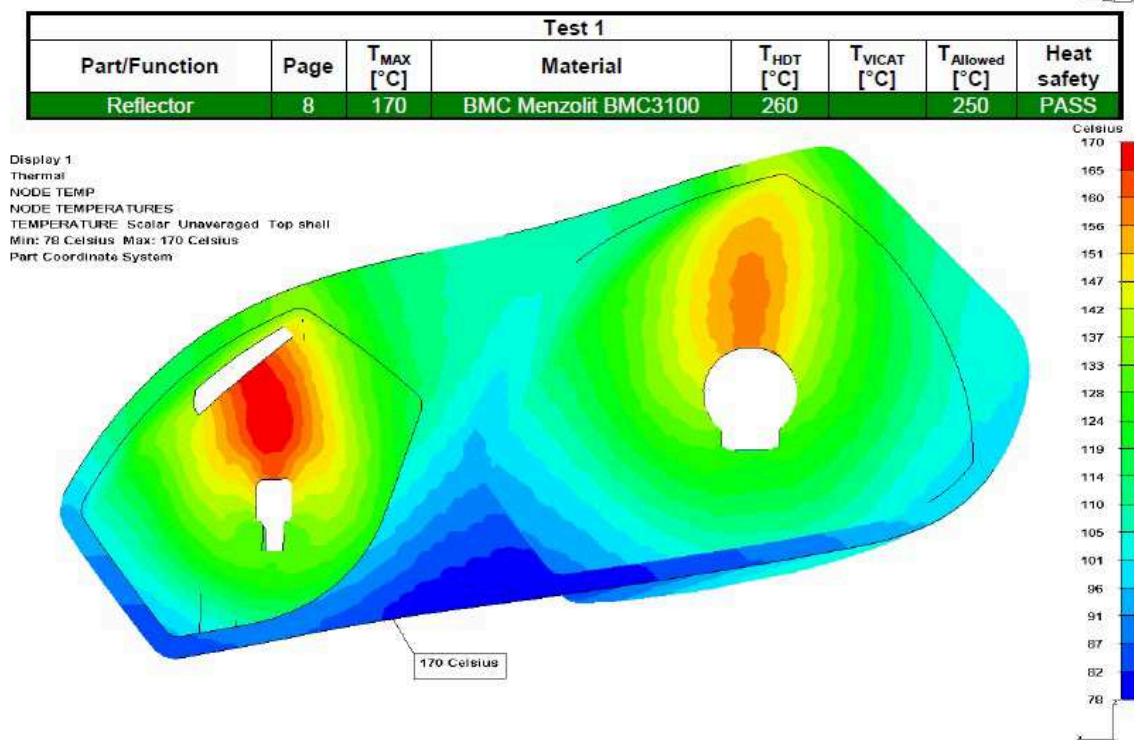 Test 1
Part/Function Page TMAX [°C] Material THDT [°C] TVICAT [°C] TAllowed [°C] Heat safety
Reflector 8 170 BMC Menzolit BMC3100 260 250 PASS
Celsius
Display 1
Thermal
NODE TEMP
NODE TEMPERATURES
TEMPERATURE Scalar Unaveraged Top shell
Min: 78 Celsius Max: 170 Celsius
Part Coordinate System
170
165
160
156
151
147
142
137
133
128
124
119
114
110
105
101
96
91
87
82
78
170 Celsius